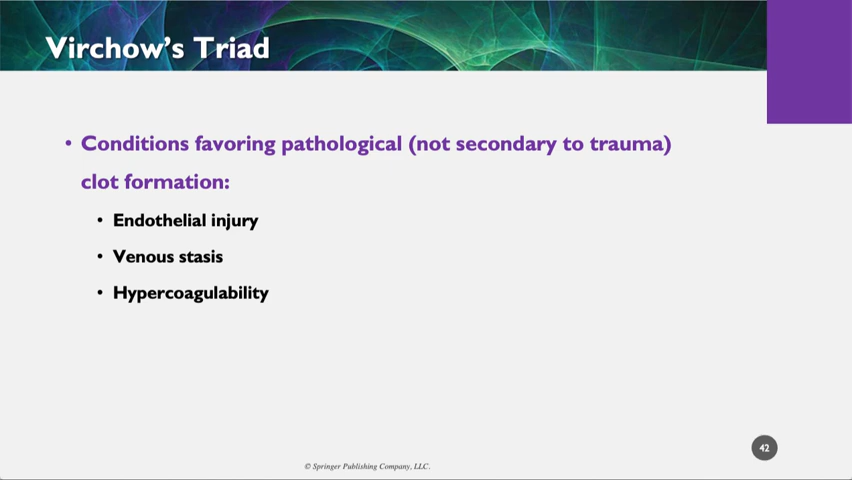 Virchow's Triad
• Conditions favoring pathological (not secondary to trauma)
clot formation:
• Endothelial injury
• Venous stasis
• Hypercoagulability
42
© Springer Publishing Company, LLC.